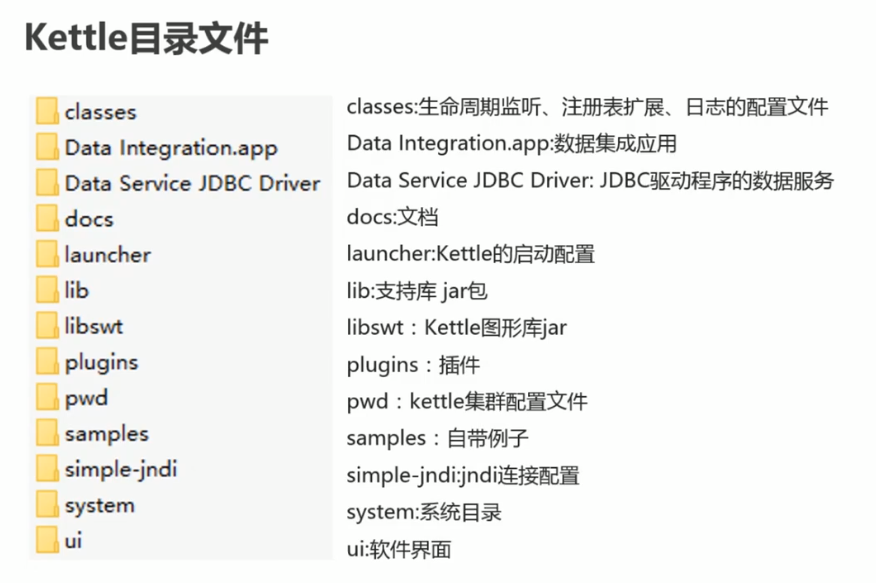 Kettle目录文件
classes
Data Integration.app
Data Service JDBC Driver
docs
launcher
lib
libswt
plugins
pwd
samples
simple-jndi
system
ui
classes:生命周期监听、注册表扩展、日志的配置文件
Data Integration.app:数据集成应用
Data Service JDBC Driver: JDBC驱动程序的数据服务
docs:文档
launcher:Kettle的启动配置
lib:支持库 jar包
libswt：Kettle图形库jar
plugins：插件
pwd：kettle集群配置文件
samples：自带例子
simple-jndi:jndi连接配置
system:系统目录
ui:软件界面